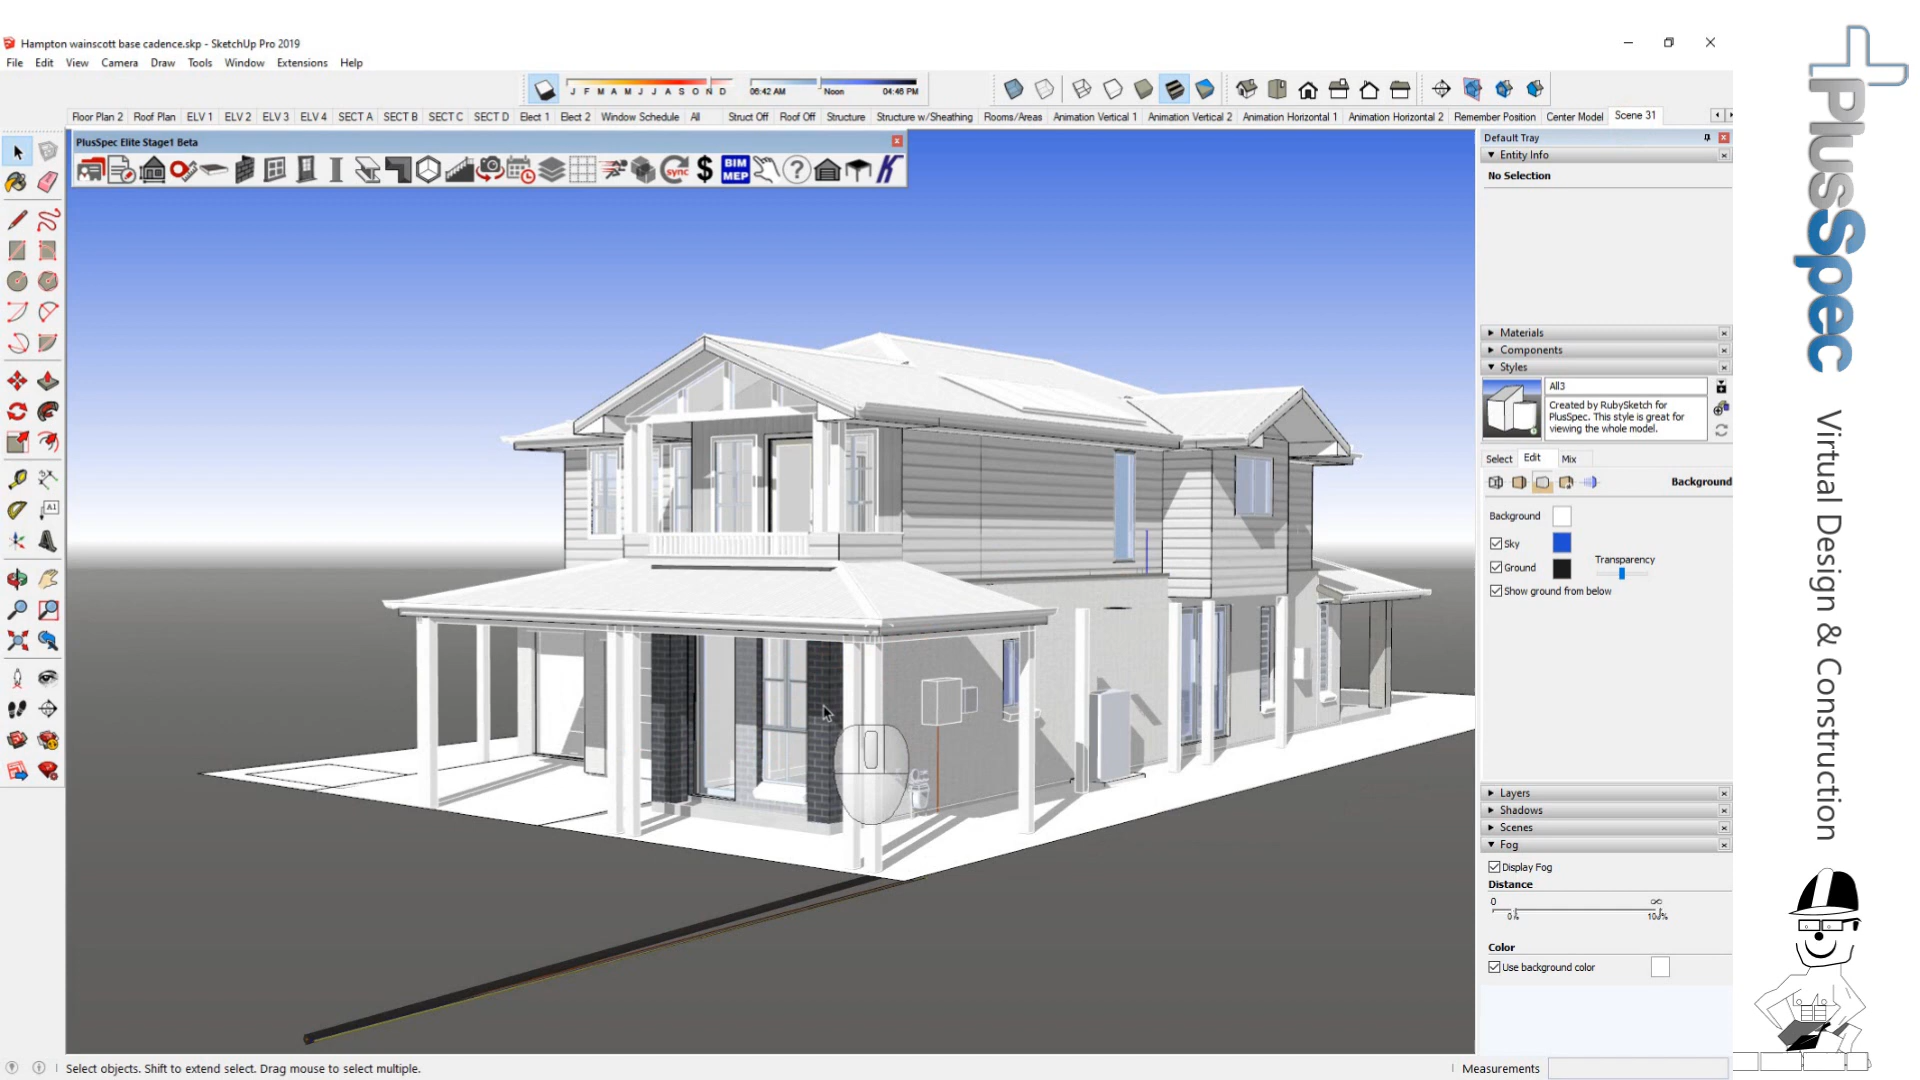 Hampton wainscott base cadence.skp - SketchUp Pro 2019
File Edit View Camera Draw Tools Window Extensions Help
J F M A M J J A S O N D 06:42 AM Noon 04:46 PM
Floor Plan 2 Roof Plan ELV 1 ELV 2 ELV 3 ELV 4 SECT A SECT B SECT C SECT D Elect 1 Elect 2 Window Schedule All Struct Off Roof Off Structure Structure w/Sheathing Rooms/Areas Animation Vertical 1 Animation Vertical 2 Animation Horizontal 1 Animation Horizontal 2 Remember Position Center Model Scene 31
PlusSpec Elite Stage1 Beta
sync $ BIM MEP ? K
Default Tray
Entity Info
No Selection
Materials
Components
Styles
All3
Created by RubySketch for
PlusSpec. This style is great for
viewing the whole model.
Select Edit Mix
Background
Background
Sky
Transparency
Ground
Show ground from below
Layers
Shadows
Scenes
Fog
Display Fog
Distance
0 ∞
0% 100%
Color
Use background color
A1
Select objects. Shift to extend select. Drag mouse to select multiple.
Measurements
PlusSpec
Virtual Design & Construction